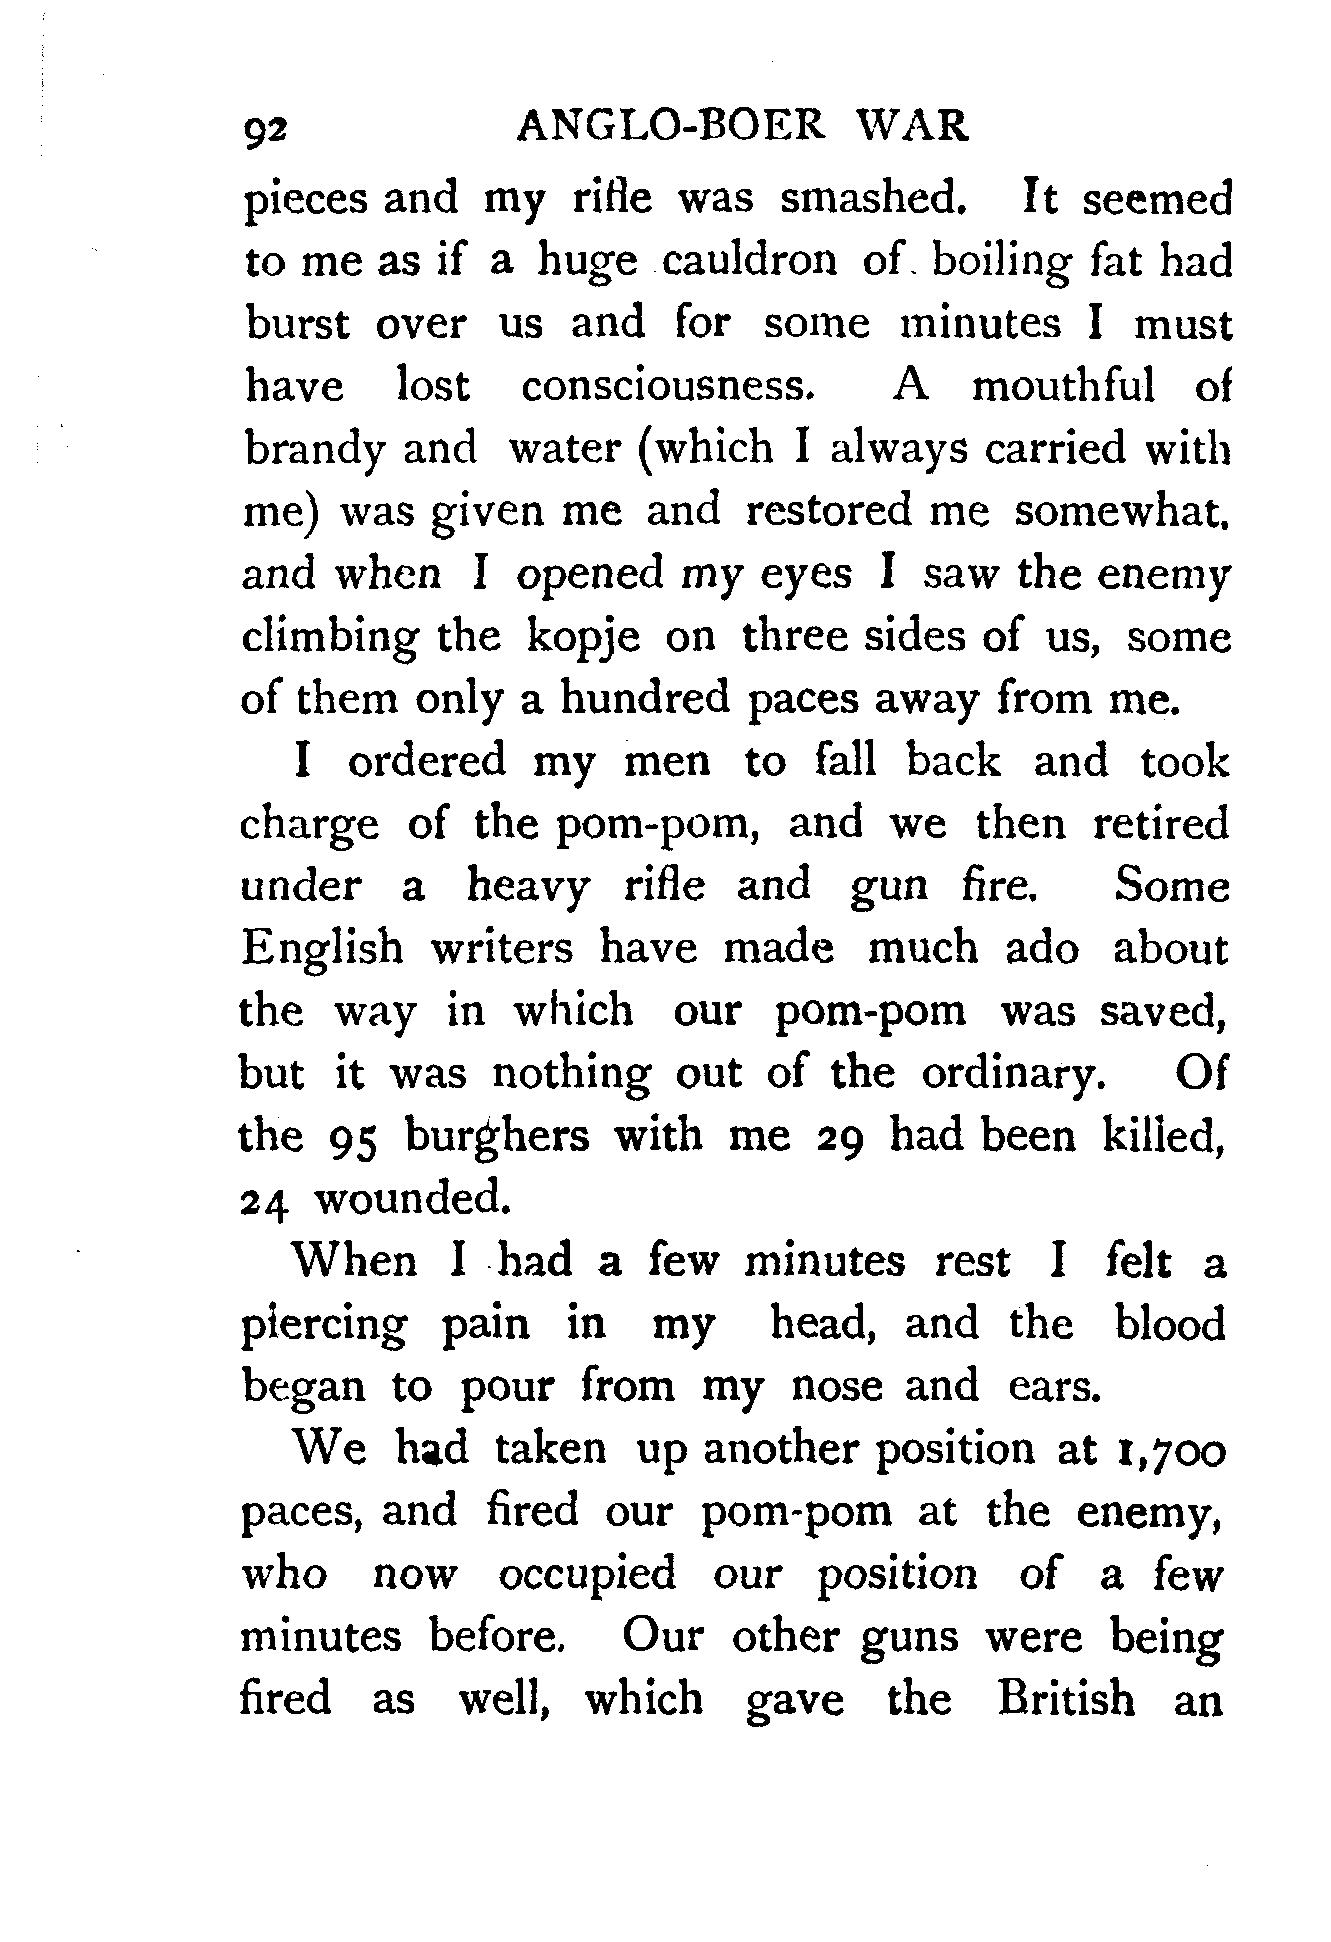 92 ANGLO-BOER WAR
pieces and my rifle was smashed. It seemed
to me as if a huge cauldron of boiling fat had
burst over us and for some minutes I must
have lost consciousness. A mouthful of
brandy and water (which I always carried with
me) was given me and restored me somewhat.
and when I opened my eyes I saw the enemy
climbing the kopje on three sides of us, some
of them only a hundred paces away from me.
I ordered my men to fall back and took
charge of the pom-pom, and we then retired
under a heavy rifle and gun fire. Some
English writers have made much ado about
the way in which our pom-pom was saved,
but it was nothing out of the ordinary. Of
the 95 burghers with me 29 had been killed,
24 wounded.
When I had a few minutes rest I felt a
piercing pain in my head, and the blood
began to pour from my nose and ears.
We had taken up another position at 1,700
paces, and fired our pom-pom at the enemy,
who now occupied our position of a few
minutes before. Our other guns were being
fired as well, which gave the British an